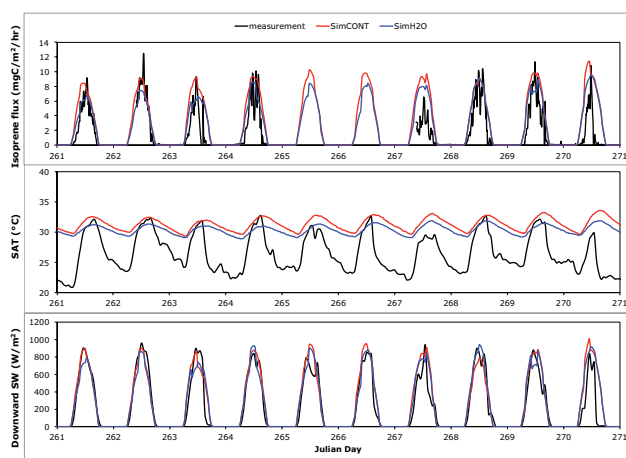 measurement SimCONT SimH2O
Isoprene flux (mgC/m²/hr)
14
12
10
8
6
4
2
0
261 262 263 264 265 266 267 268 269 270 271
SAT (°C)
40
35
30
25
20
261 262 263 264 265 266 267 268 269 270 271
Downward SW (W/m²)
1200
1000
800
600
400
200
0
261 262 263 264 265 266 267 268 269 270 271
Julian Day